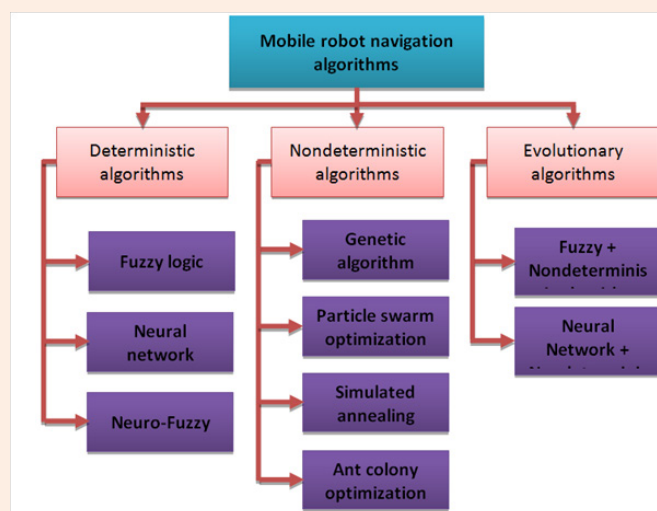 Mobile robot navigation
algorithms
Deterministic
algorithms
Nondeterministic
algorithms
Evolutionary
algorithms
Fuzzy logic
Neural
network
Neuro-Fuzzy
Genetic
algorithm
Particle swarm
optimization
Simulated
annealing
Ant colony
optimization
Fuzzy +
Nondeterminis
Neural
Network +